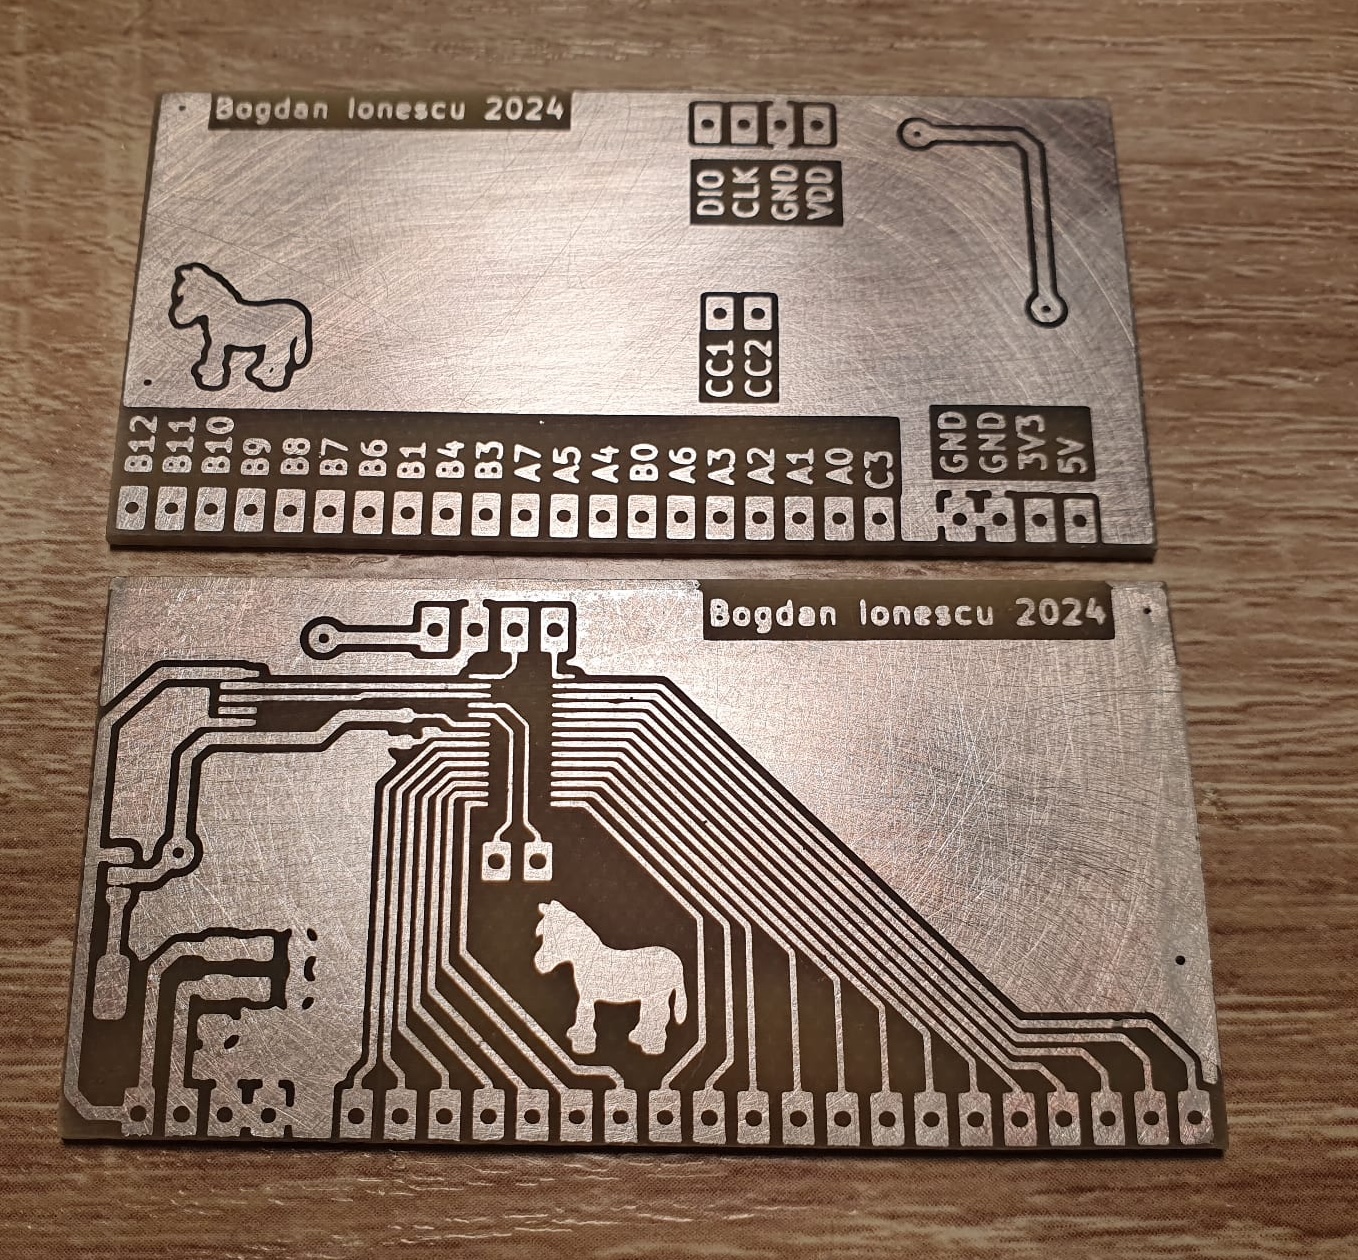 Bogdan Ionescu 2024
DIO
CLK
GND
VDD
CC1
CC2
B12
B11
B10
B9
B8
B7
B6
B1
B4
B3
A7
A5
A4
B0
A6
A3
A2
A1
A0
C3
GND
GND
3V3
5V
Bogdan Ionescu 2024